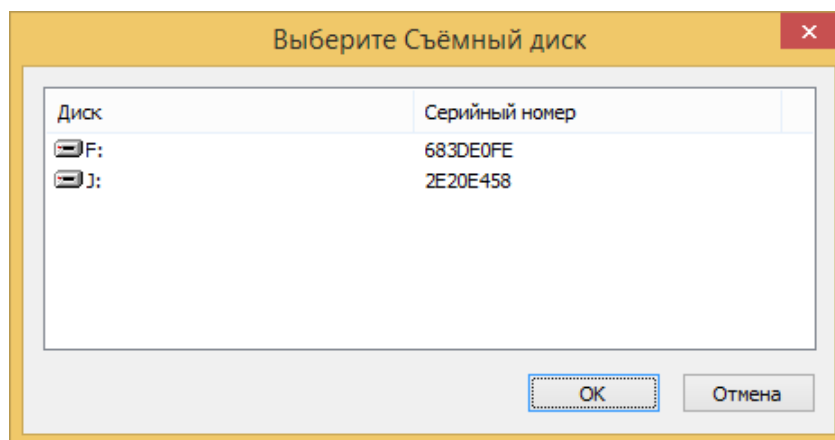 Выберите Съёмный диск
Диск Серийный номер
F: 683DE0FE
J: 2E20E458
OK Отмена